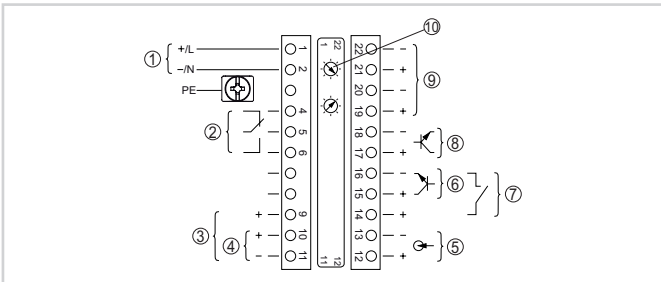 ⑩
① +/L 1 1 22 22 -
-/N 2 21 + ⑨
PE 20 -
4 19 +
② 5 18 - ⑧
6 17 +
16 - ⑥ ⑦
15 +
+ 9 14 +
③ ④ + 10 13 - ⑤
- 11 11 12 12 +